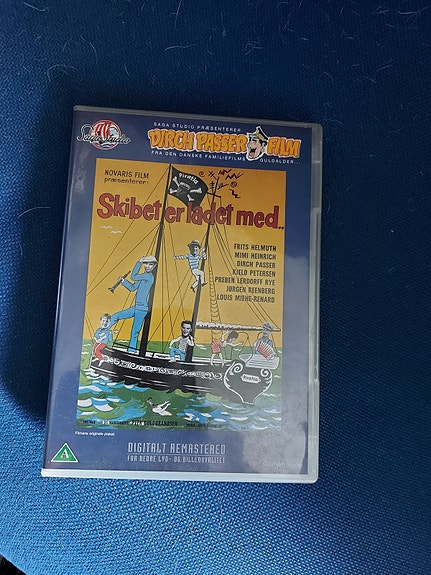 Saga Studio
SAGA STUDIO PRÆSENTERER
DIRCH PASSER FILM
FRA DEN DANSKE FAMILIEFILMS GULDALDER...
NOVARIS FILM
præsenterer:
Piratia
Skibet er ladet med..
FRITS HELMUTH
MIMI HEINRICH
DIRCH PASSER
KJELD PETERSEN
PREBEN LERDORFF RYE
JØRGEN REENBERG
LOUIS MIEHE-RENARD
Filmens originale plakat
A
DIGITALT REMASTERED
FOR BEDRE LYD- OG BILLEDKVALITET